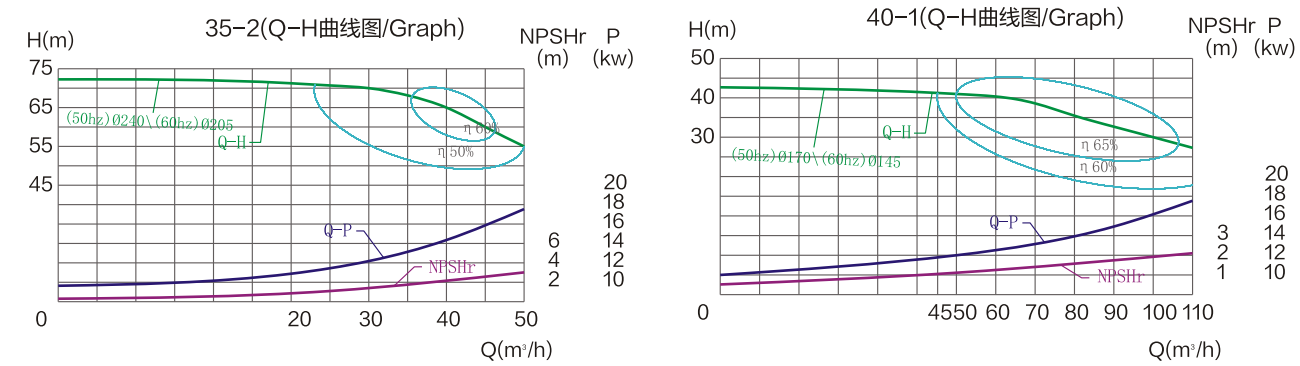 35-2(Q-H曲线图/Graph)
H(m)
NPSHr P
(m) (kw)
75
65
55
45
(50hz)Ø240\(60hz)Ø205
Q-H
η 60%
η 50%
20
18
16
6 14
4 12
2 10
Q-P
NPSHr
0 20 30 40 50
Q(m³/h)
40-1(Q-H曲线图/Graph)
H(m)
NPSHr P
(m) (kw)
50
40
30
Q-H
(50hz)Ø170\(60hz)Ø145
η 65%
η 60%
20
18
16
3 14
2 12
1 10
Q-P
NPSHr
0 4550 60 70 80 90 100 110
Q(m³/h)